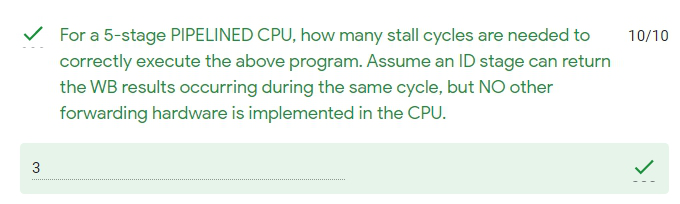 For a 5-stage PIPELINED CPU, how many stall cycles are needed to 10/10
correctly execute the above program. Assume an ID stage can return
the WB results occurring during the same cycle, but NO other
forwarding hardware is implemented in the CPU.
3